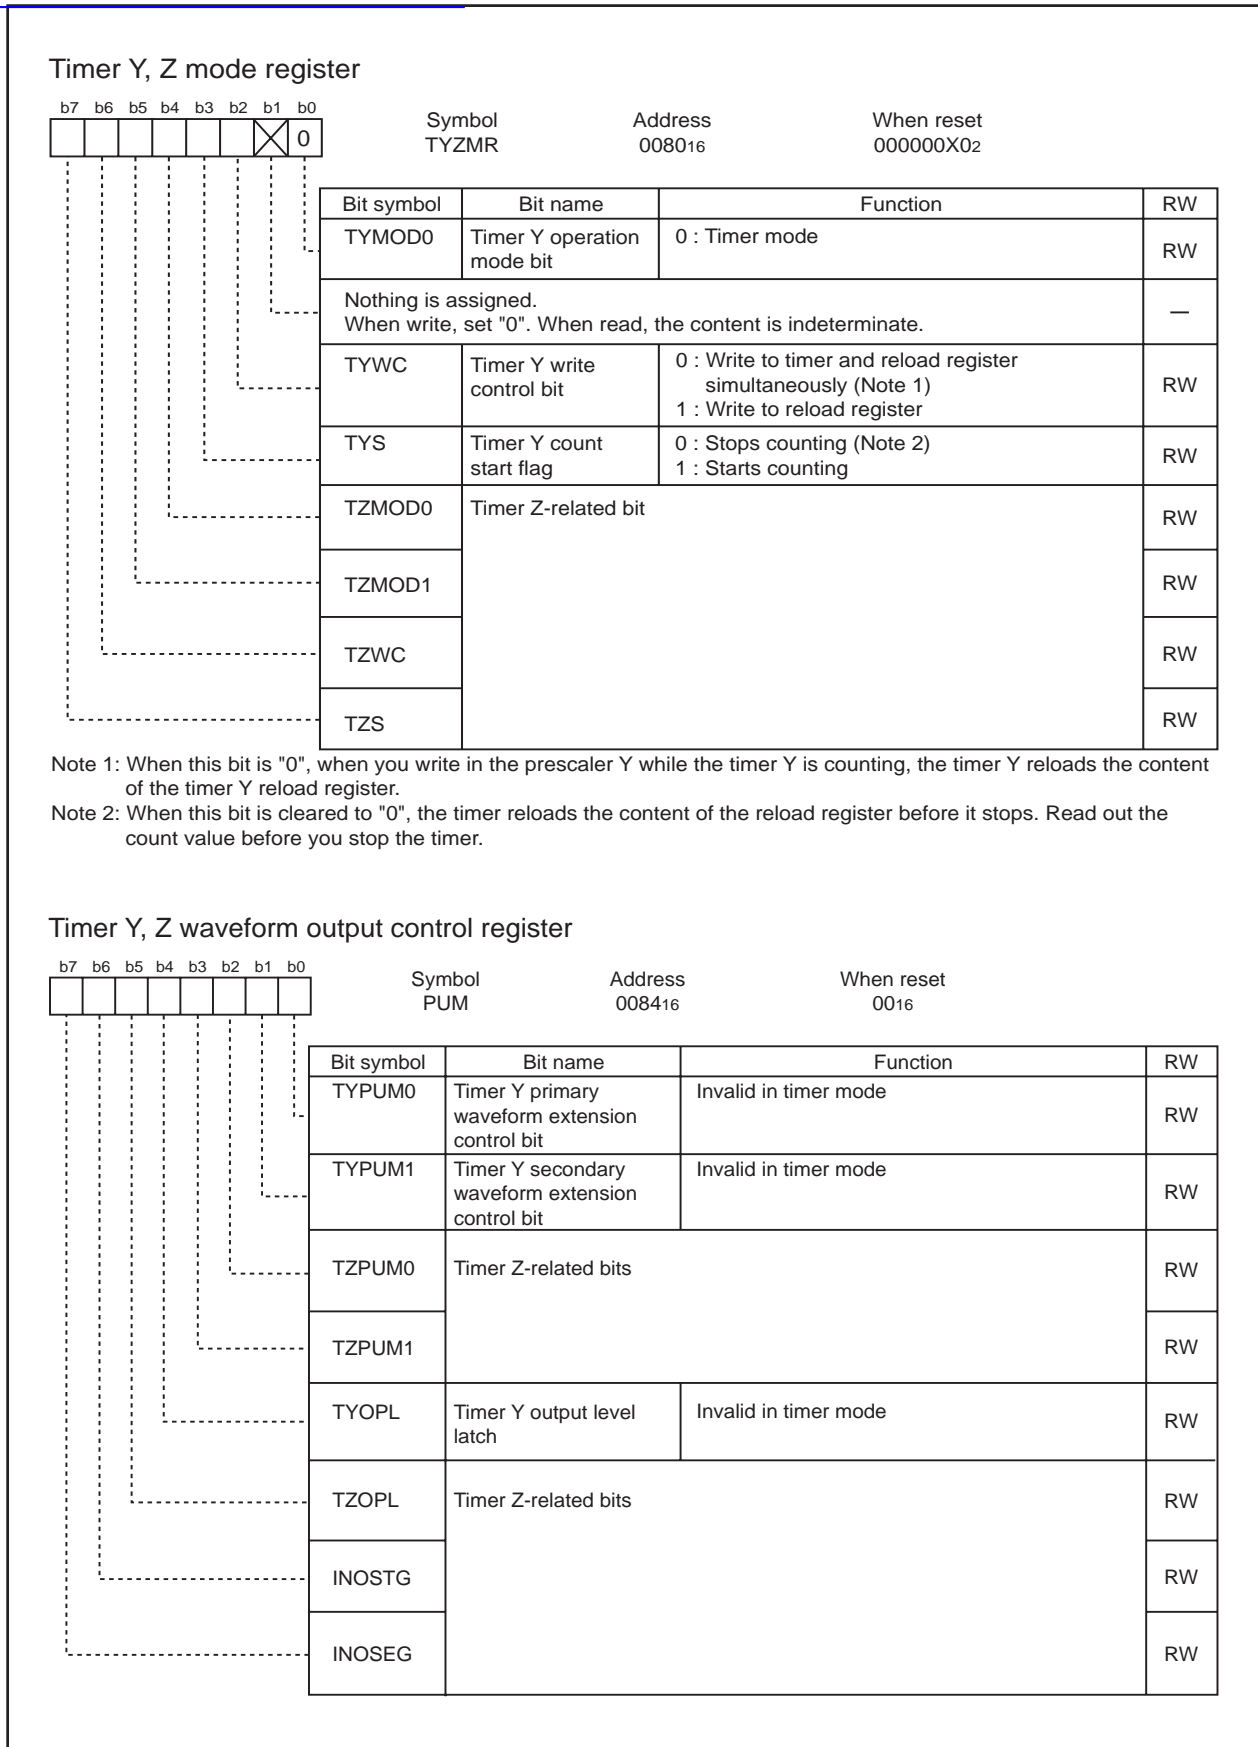 Timer Y, Z mode register
b7 b6 b5 b4 b3 b2 b1 b0
0
Symbol Address When reset
TYZMR 008016 000000X02
Bit symbol Bit name Function RW
TYMOD0 Timer Y operation mode bit 0 : Timer mode RW
Nothing is assigned.
When write, set "0". When read, the content is indeterminate. —
TYWC Timer Y write control bit 0 : Write to timer and reload register simultaneously (Note 1)
1 : Write to reload register RW
TYS Timer Y count start flag 0 : Stops counting (Note 2)
1 : Starts counting RW
TZMOD0 Timer Z-related bit RW
TZMOD1 RW
TZWC RW
TZS RW
Note 1: When this bit is "0", when you write in the prescaler Y while the timer Y is counting, the timer Y reloads the content
of the timer Y reload register.
Note 2: When this bit is cleared to "0", the timer reloads the content of the reload register before it stops. Read out the
count value before you stop the timer.
Timer Y, Z waveform output control register
b7 b6 b5 b4 b3 b2 b1 b0
Symbol Address When reset
PUM 008416 0016
Bit symbol Bit name Function RW
TYPUM0 Timer Y primary waveform extension control bit Invalid in timer mode RW
TYPUM1 Timer Y secondary waveform extension control bit Invalid in timer mode RW
TZPUM0 Timer Z-related bits RW
TZPUM1 RW
TYOPL Timer Y output level latch Invalid in timer mode RW
TZOPL Timer Z-related bits RW
INOSTG RW
INOSEG RW